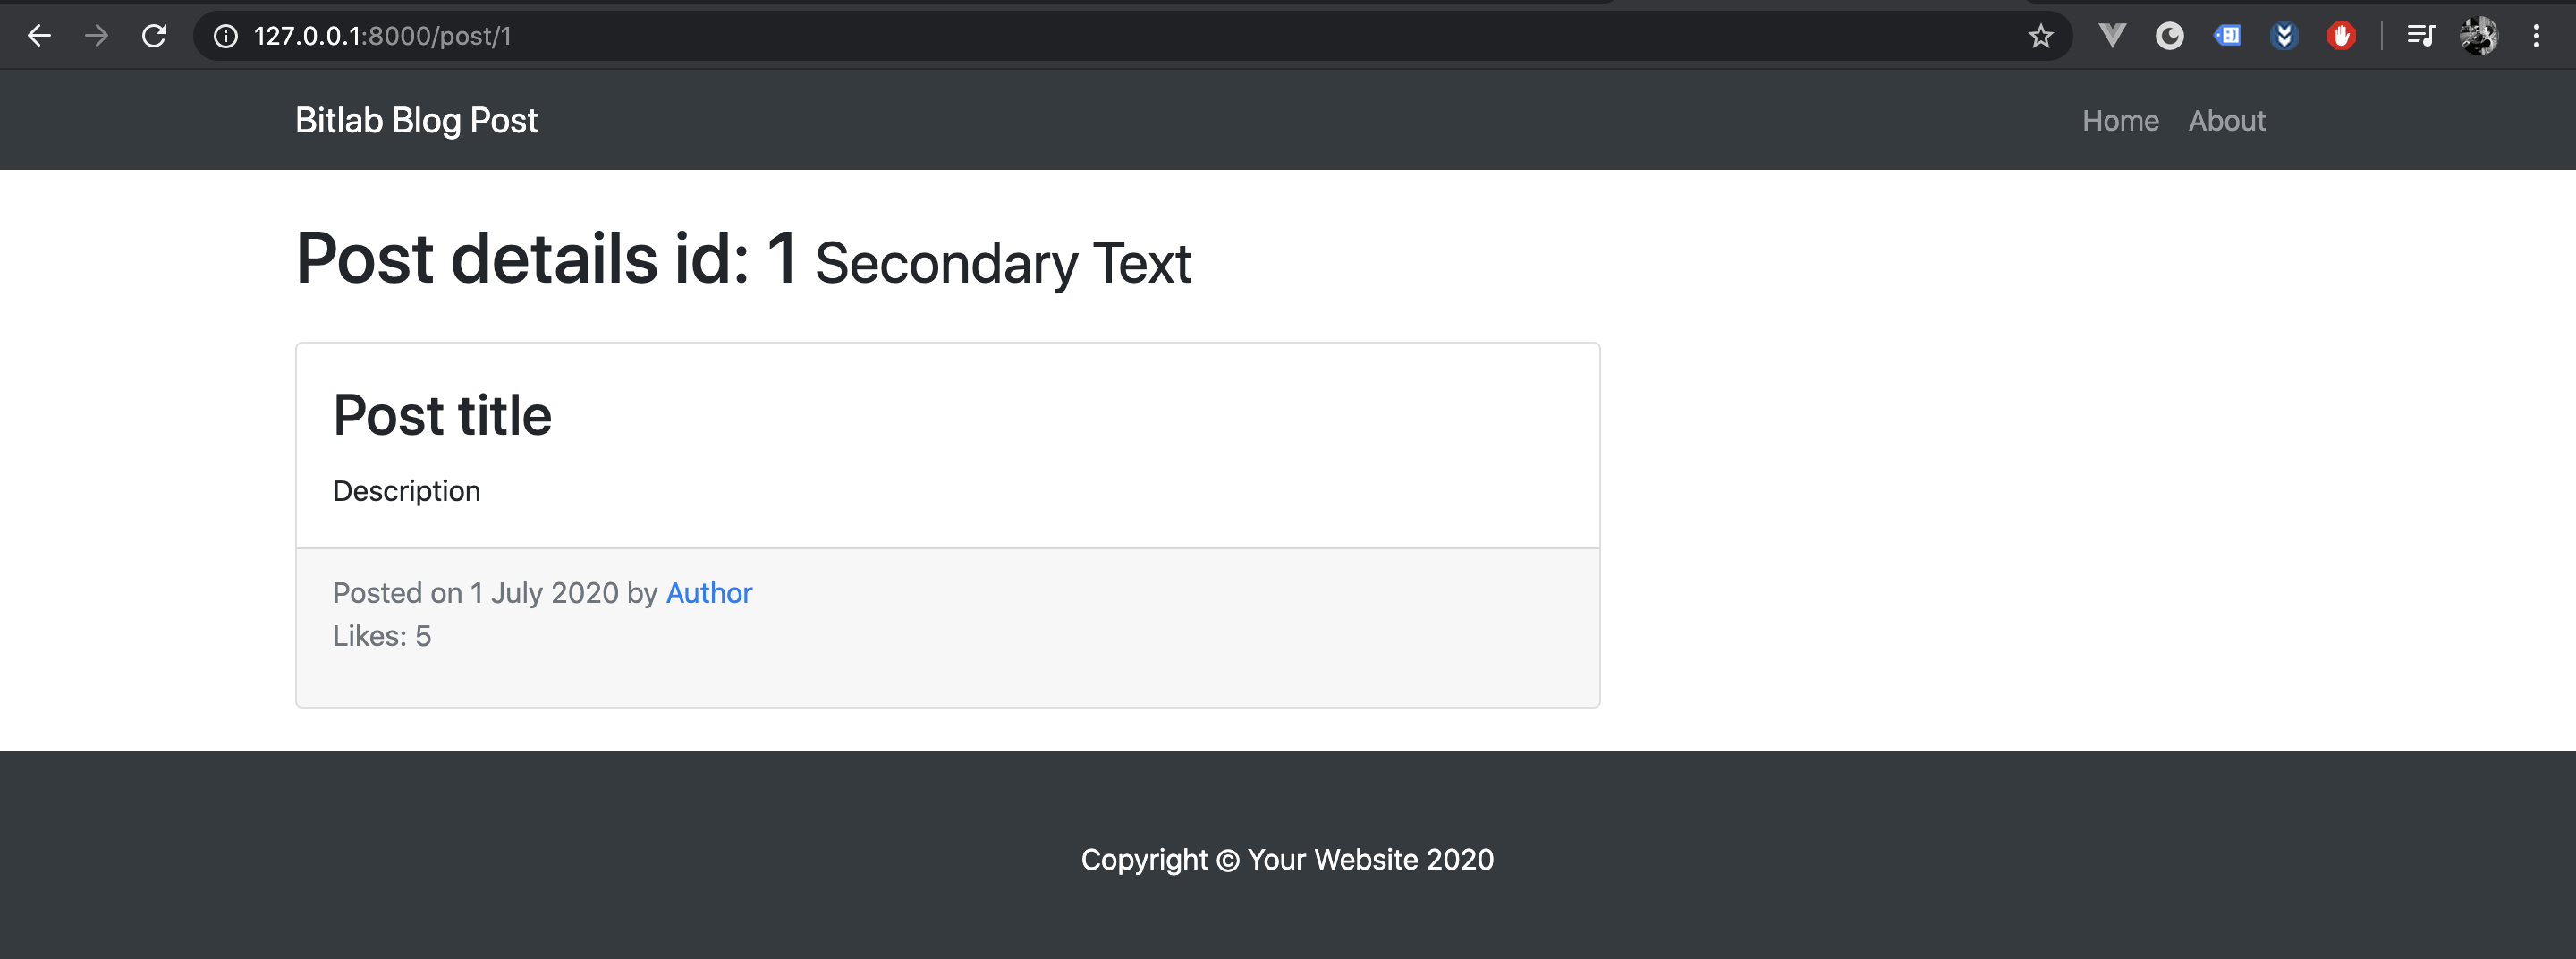 127.0.0.1:8000/post/1
Bitlab Blog Post
Home About
Post details id: 1 Secondary Text
Post title
Description
Posted on 1 July 2020 by Author
Likes: 5
Copyright © Your Website 2020